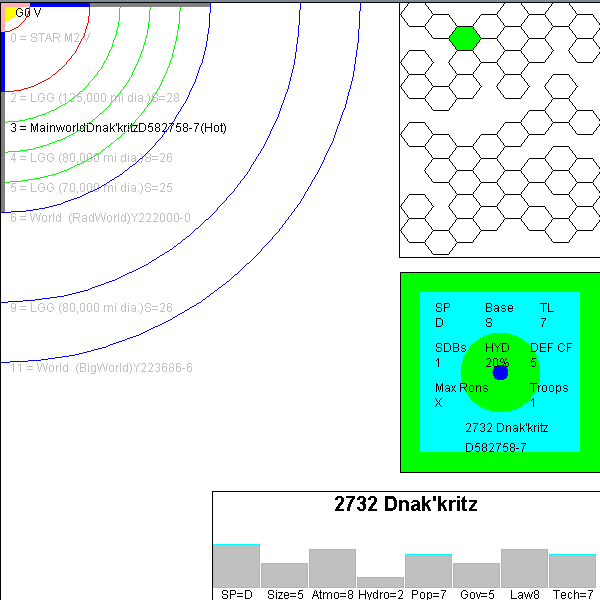 G0 V
0 = STAR M2 V
2 = LGG (125,000 mi dia.)S=28
3 = MainworldDnak'kritzD582758-7(Hot)
4 = LGG (80,000 mi dia.)S=26
5 = LGG (70,000 mi dia.)S=25
6 = World (RadWorld)Y222000-0
9 = LGG (80,000 mi dia.)S=26
11 = World (BigWorld)Y223686-6
SP Base TL
D S 7
SDBs HYD DEF CF
1 20% 5
Max Rons Troops
X 1
2732 Dnak'kritz
D582758-7
2732 Dnak'kritz
SP=D Size=5 Atmo=8 Hydro=2 Pop=7 Gov=5 Law8 Tech=7